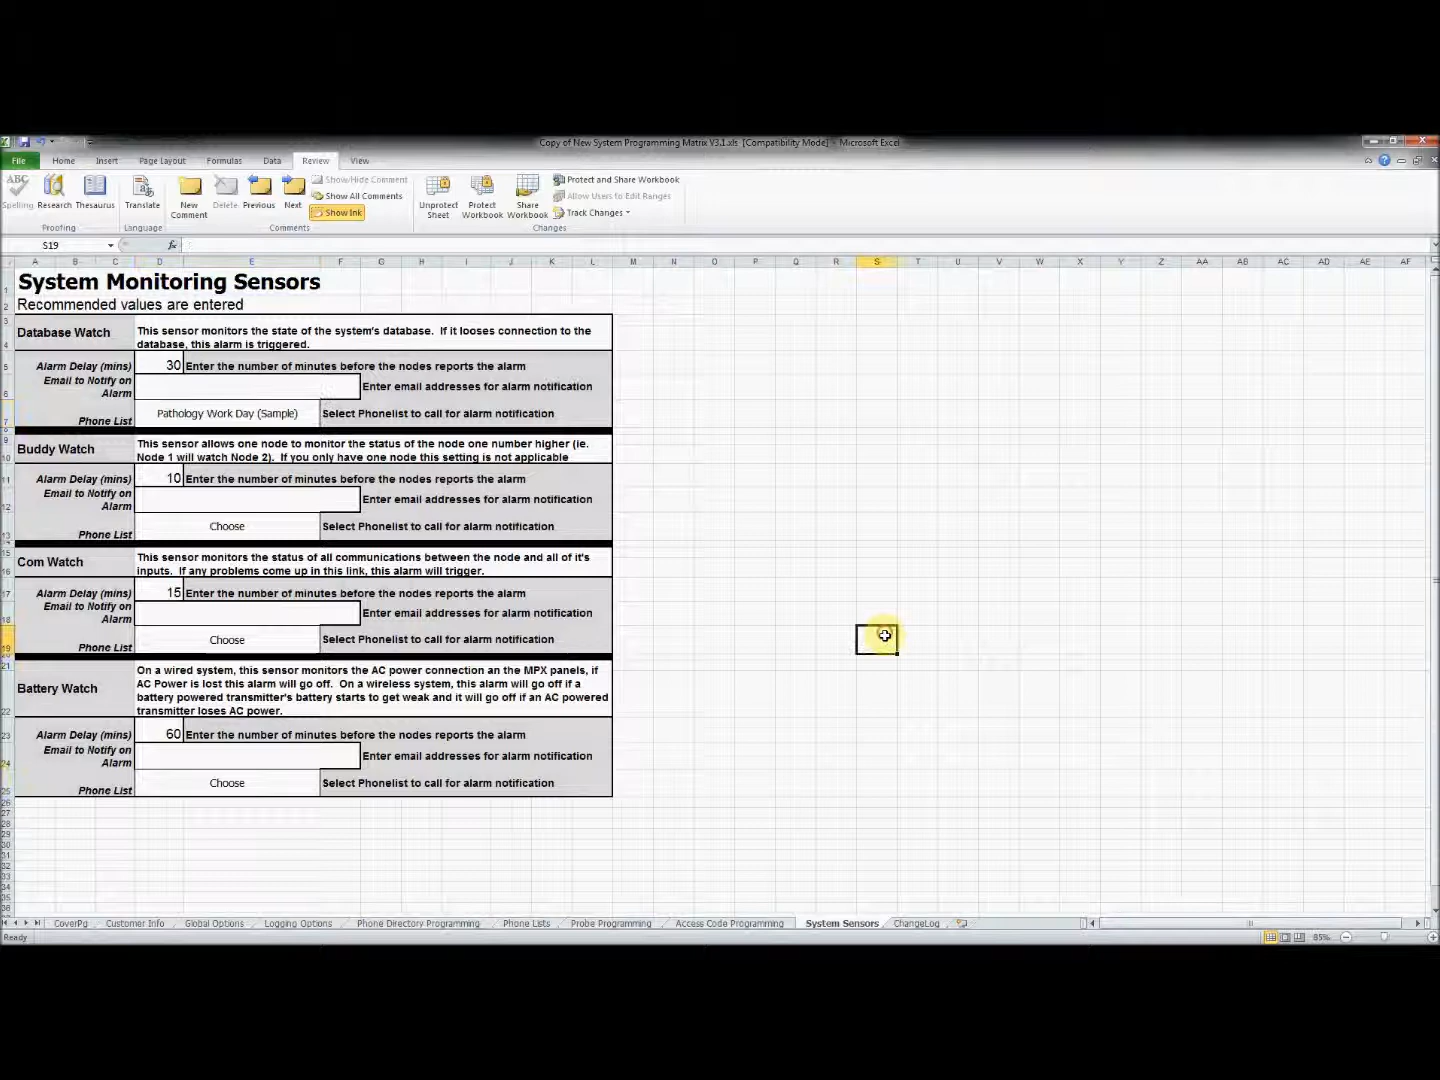 Copy of New System Programming Matrix V3.1.xls [Compatibility Mode] - Microsoft Excel
File Home Insert Page Layout Formulas Data Review View
ABC
Spelling
Research
Thesaurus
Translate
New Comment
Delete
Previous
Next
Show/Hide Comment
Show All Comments
Show Ink
Unprotect Sheet
Protect Workbook
Share Workbook
Protect and Share Workbook
Allow Users to Edit Ranges
Track Changes
Proofing Language Comments Changes
S19 fx
A B C D E F G H I J K L M N O P Q R S T U V W X Y Z AA AB AC AD AE AF
System Monitoring Sensors
Recommended values are entered
Database Watch
This sensor monitors the state of the system's database. If it looses connection to the
database, this alarm is triggered.
Alarm Delay (mins) 30 Enter the number of minutes before the nodes reports the alarm
Email to Notify on
Alarm
Enter email addresses for alarm notification
Phone List Pathology Work Day (Sample) Select Phonelist to call for alarm notification
Buddy Watch
This sensor allows one node to monitor the status of the node one number higher (ie.
Node 1 will watch Node 2). If you only have one node this setting is not applicable
Alarm Delay (mins) 10 Enter the number of minutes before the nodes reports the alarm
Email to Notify on
Alarm
Enter email addresses for alarm notification
Phone List Choose Select Phonelist to call for alarm notification
Com Watch
This sensor monitors the status of all communications between the node and all of it's
inputs. If any problems come up in this link, this alarm will trigger.
Alarm Delay (mins) 15 Enter the number of minutes before the nodes reports the alarm
Email to Notify on
Alarm
Enter email addresses for alarm notification
Phone List Choose Select Phonelist to call for alarm notification
Battery Watch
On a wired system, this sensor monitors the AC power connection an the MPX panels, if
AC Power is lost this alarm will go off. On a wireless system, this alarm will go off if a
battery powered transmitter's battery starts to get weak and it will go off if an AC powered
transmitter loses AC power.
Alarm Delay (mins) 60 Enter the number of minutes before the nodes reports the alarm
Email to Notify on
Alarm
Enter email addresses for alarm notification
Phone List Choose Select Phonelist to call for alarm notification
CoverPg Customer Info Global Options Logging Options Phone Directory Programming Phone Lists Probe Programming Access Code Programming System Sensors ChangeLog
Ready 85%